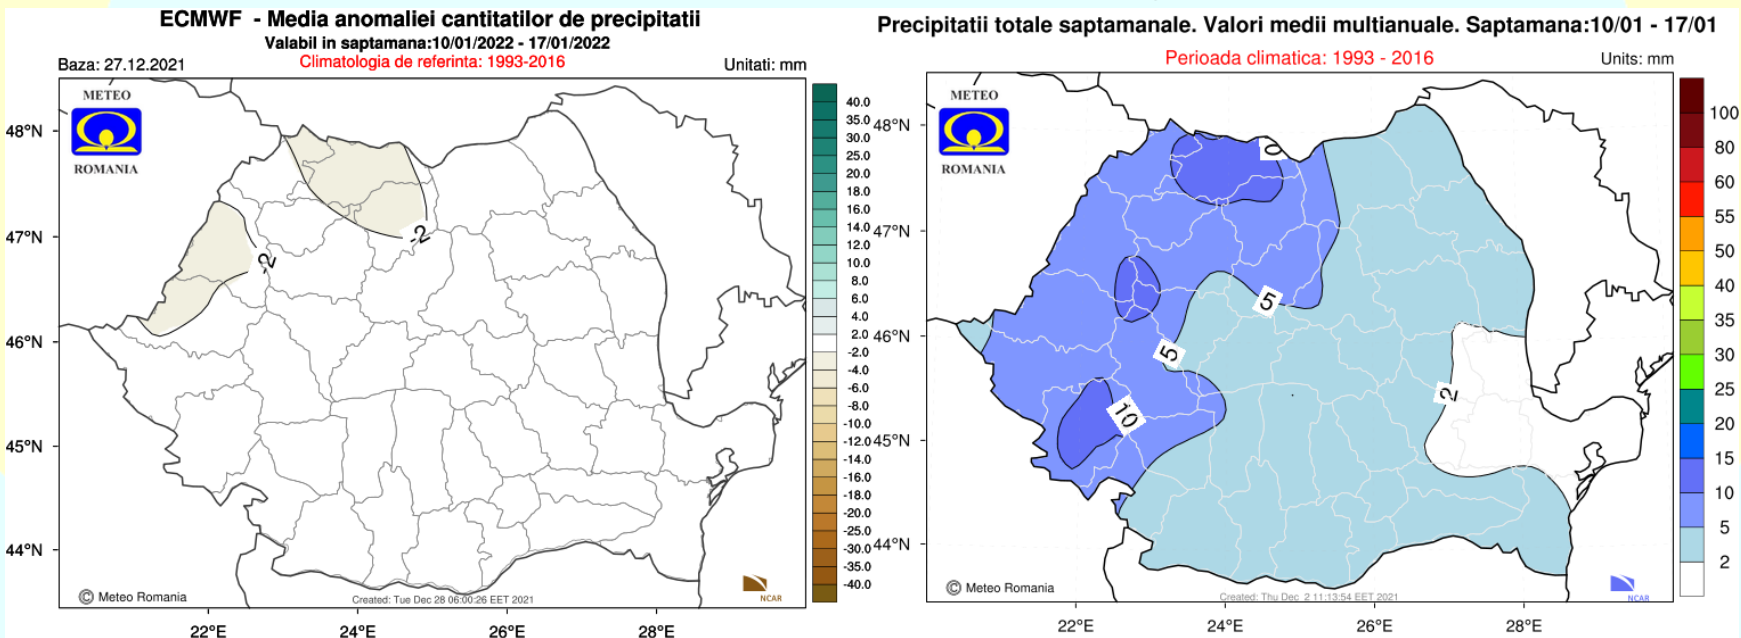 ECMWF - Media anomaliei cantitatilor de precipitatii
Valabil in saptamana:10/01/2022 - 17/01/2022
Baza: 27.12.2021
Climatologia de referinta: 1993-2016
Unitati: mm
METEO
ROMANIA
48°N
47°N
46°N
45°N
44°N
-2
-2
40.0
35.0
30.0
25.0
20.0
18.0
16.0
14.0
12.0
10.0
8.0
6.0
4.0
2.0
-2.0
-4.0
-6.0
-8.0
-10.0
-12.0
-14.0
-16.0
-18.0
-20.0
-25.0
-30.0
-35.0
-40.0
© Meteo Romania
Created: Tue Dec 28 06:00:26 EET 2021
NCAR
22°E
24°E
26°E
28°E
Precipitatii totale saptamanale. Valori medii multianuale. Saptamana:10/01 - 17/01
Perioada climatica: 1993 - 2016
Units: mm
METEO
ROMANIA
48°N
47°N
46°N
45°N
44°N
5
5
10
2
100
80
60
55
50
45
40
35
30
25
20
15
10
5
2
© Meteo Romania
Created: Thu Dec 2 11:13:54 EET 2021
NCAR
22°E
24°E
26°E
28°E